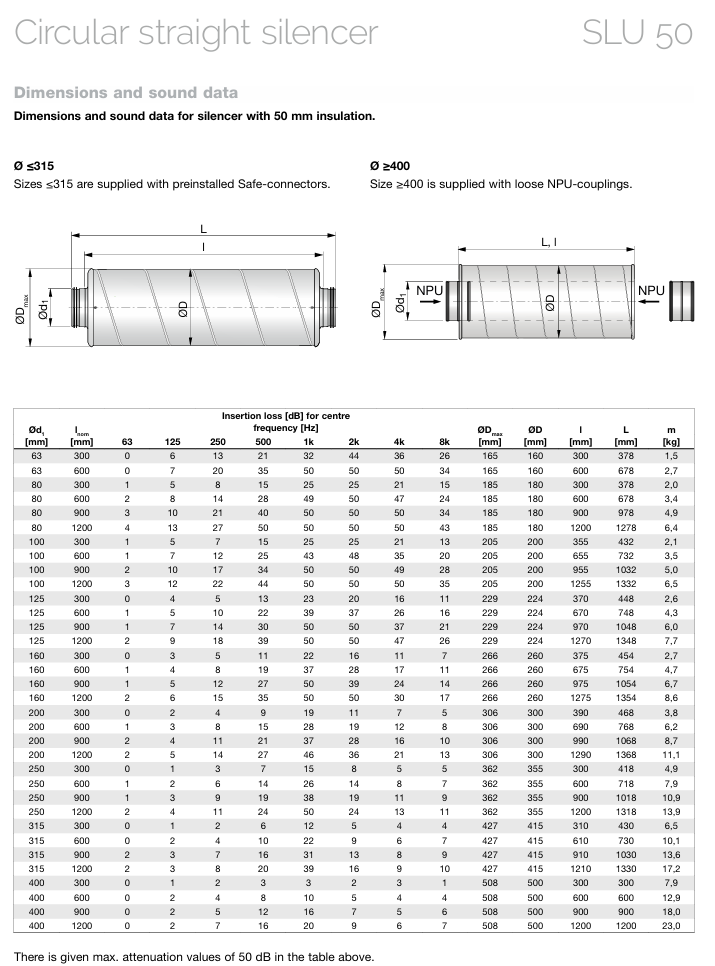 Circular straight silencer SLU 50
Dimensions and sound data
Dimensions and sound data for silencer with 50 mm insulation.
Ø ≤315 Ø ≥400
Sizes ≤315 are supplied with preinstalled Safe-connectors. Size ≥400 is supplied with loose NPU-couplings.
L
l
ØDmax
Ød1
ØD
L, l
ØDmax
Ød1
NPU
ØD
NPU
Insertion loss [dB] for centre
frequency [Hz]
Ød1 lnom ØDmax ØD l L m
[mm] [mm] 63 125 250 500 1k 2k 4k 8k [mm] [mm] [mm] [mm] [kg]
63 300 0 6 13 21 32 44 36 26 165 160 300 378 1,5
63 600 0 7 20 35 50 50 50 34 165 160 600 678 2,7
80 300 1 5 8 15 25 25 21 15 185 180 300 378 2,0
80 600 2 8 14 28 49 50 47 24 185 180 600 678 3,4
80 900 3 10 21 40 50 50 50 34 185 180 900 978 4,9
80 1200 4 13 27 50 50 50 50 43 185 180 1200 1278 6,4
100 300 1 5 7 15 25 25 21 13 205 200 355 432 2,1
100 600 1 7 12 25 43 48 35 20 205 200 655 732 3,5
100 900 2 10 17 34 50 50 49 28 205 200 955 1032 5,0
100 1200 3 12 22 44 50 50 50 35 205 200 1255 1332 6,5
125 300 0 4 5 13 23 20 16 11 229 224 370 448 2,6
125 600 1 5 10 22 39 37 26 16 229 224 670 748 4,3
125 900 1 7 14 30 50 50 37 21 229 224 970 1048 6,0
125 1200 2 9 18 39 50 50 47 26 229 224 1270 1348 7,7
160 300 0 3 5 11 22 16 11 7 266 260 375 454 2,7
160 600 1 4 8 19 37 28 17 11 266 260 675 754 4,7
160 900 1 5 12 27 50 39 24 14 266 260 975 1054 6,7
160 1200 2 6 15 35 50 50 30 17 266 260 1275 1354 8,6
200 300 0 2 4 9 19 11 7 5 306 300 390 468 3,8
200 600 1 3 8 15 28 19 12 8 306 300 690 768 6,2
200 900 2 4 11 21 37 28 16 10 306 300 990 1068 8,7
200 1200 2 5 14 27 46 36 21 13 306 300 1290 1368 11,1
250 300 0 1 3 7 15 8 5 5 362 355 300 418 4,9
250 600 1 2 6 14 26 14 8 7 362 355 600 718 7,9
250 900 1 3 9 19 38 19 11 9 362 355 900 1018 10,9
250 1200 2 4 11 24 50 24 13 11 362 355 1200 1318 13,9
315 300 0 1 2 6 12 5 4 4 427 415 310 430 6,5
315 600 0 2 4 10 22 9 6 7 427 415 610 730 10,1
315 900 2 3 7 16 31 13 8 9 427 415 910 1030 13,6
315 1200 2 3 8 20 39 16 9 10 427 415 1210 1330 17,2
400 300 0 1 2 3 3 2 3 1 508 500 300 300 7,9
400 600 0 2 4 8 10 5 4 4 508 500 600 600 12,9
400 900 0 2 5 12 16 7 5 6 508 500 900 900 18,0
400 1200 0 2 7 16 20 9 6 7 508 500 1200 1200 23,0
There is given max. attenuation values of 50 dB in the table above.